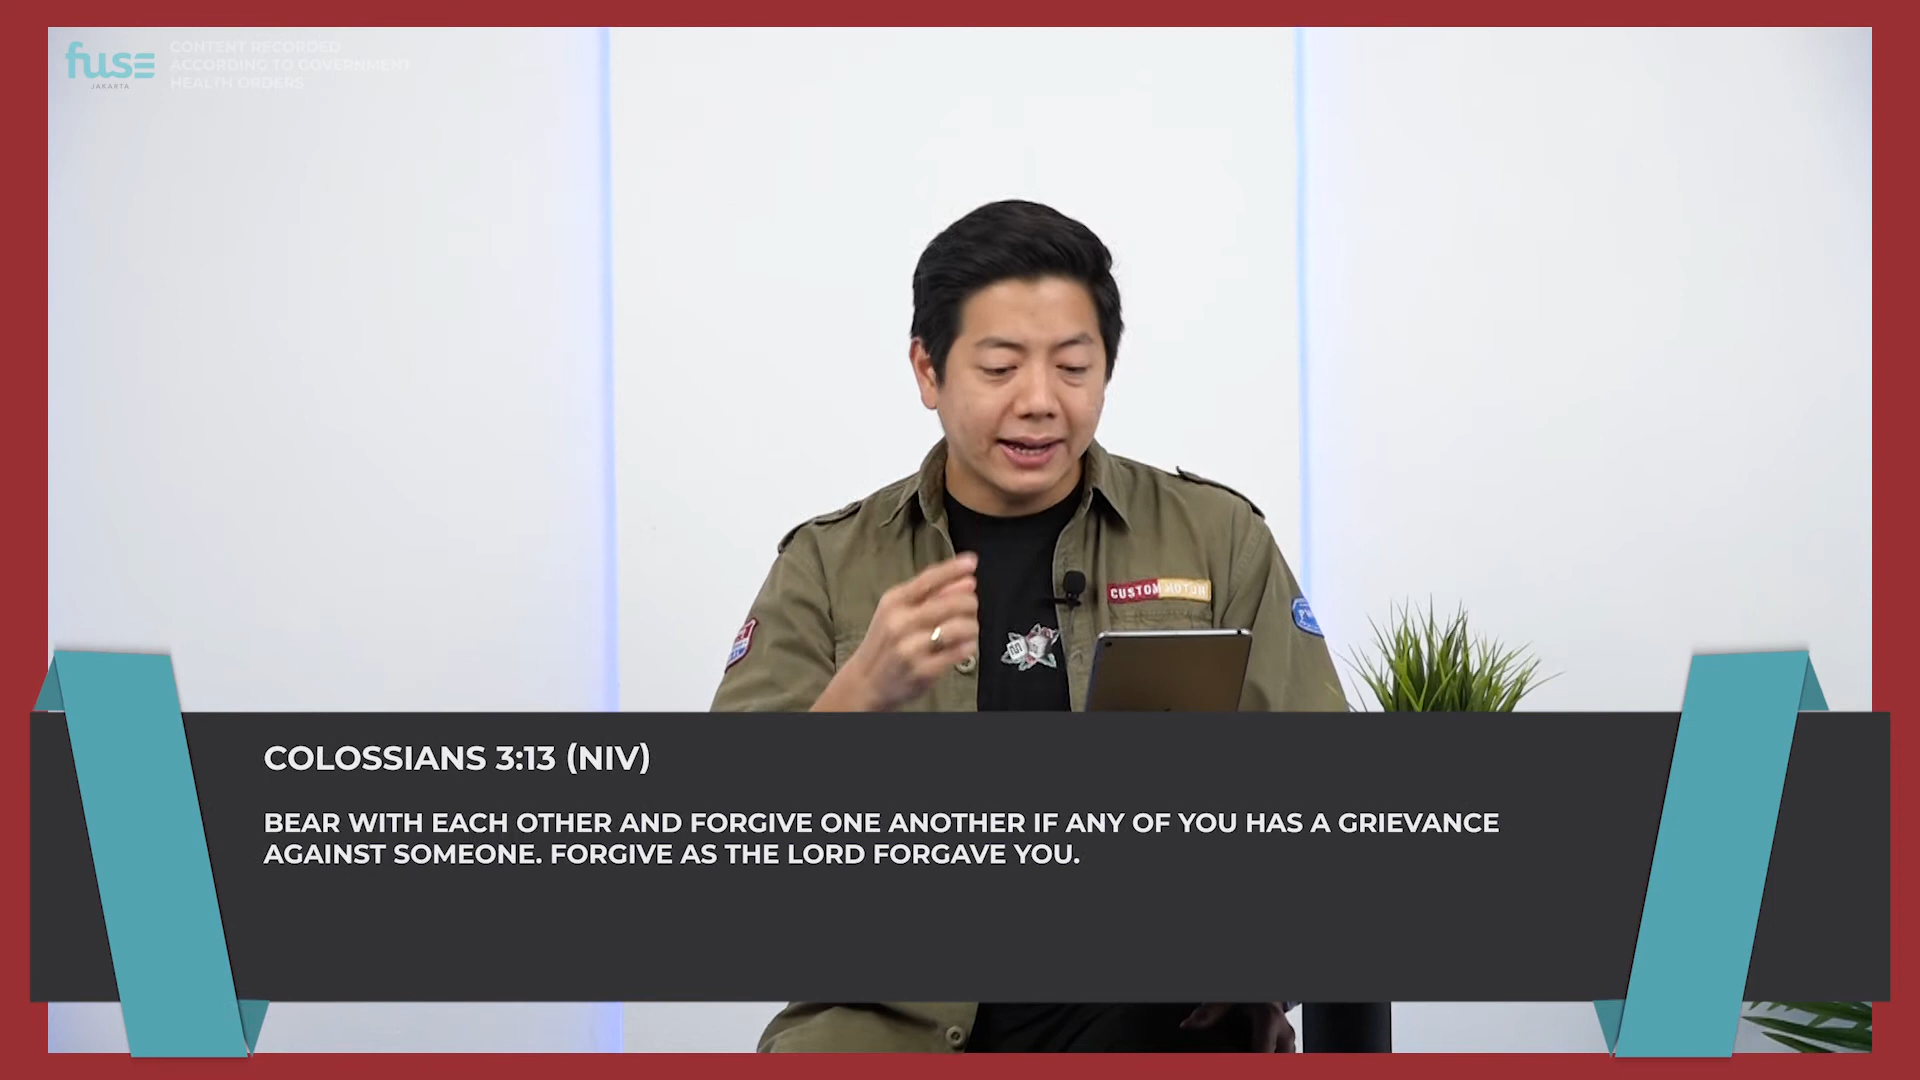 fuse
JAKARTA
CONTENT RECORDED
ACCORDING TO GOVERNMENT
HEALTH ORDERS
CUSTOM MOTOR
COLOSSIANS 3:13 (NIV)
BEAR WITH EACH OTHER AND FORGIVE ONE ANOTHER IF ANY OF YOU HAS A GRIEVANCE
AGAINST SOMEONE. FORGIVE AS THE LORD FORGAVE YOU.